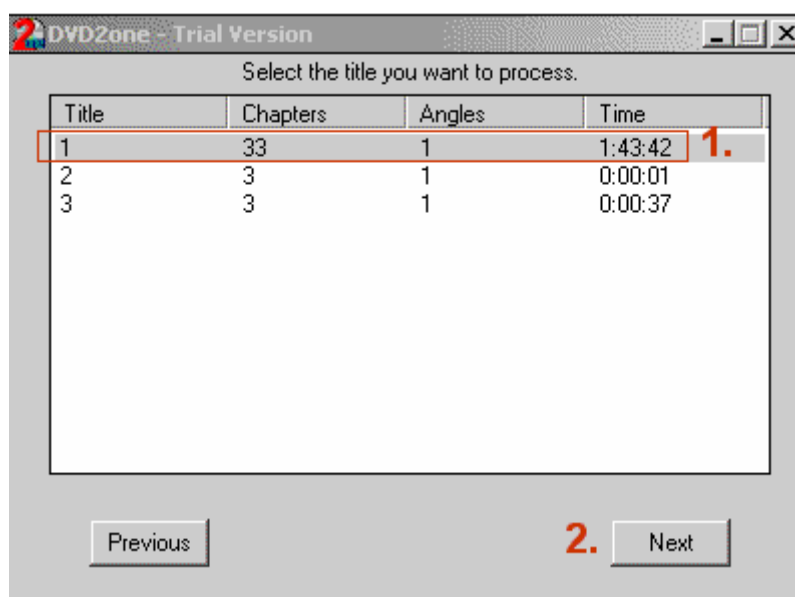 DVD2one - Trial Version
Select the title you want to process.
Title Chapters Angles Time
1 33 1 1:43:42 1.
2 3 1 0:00:01
3 3 1 0:00:37
Previous 2. Next